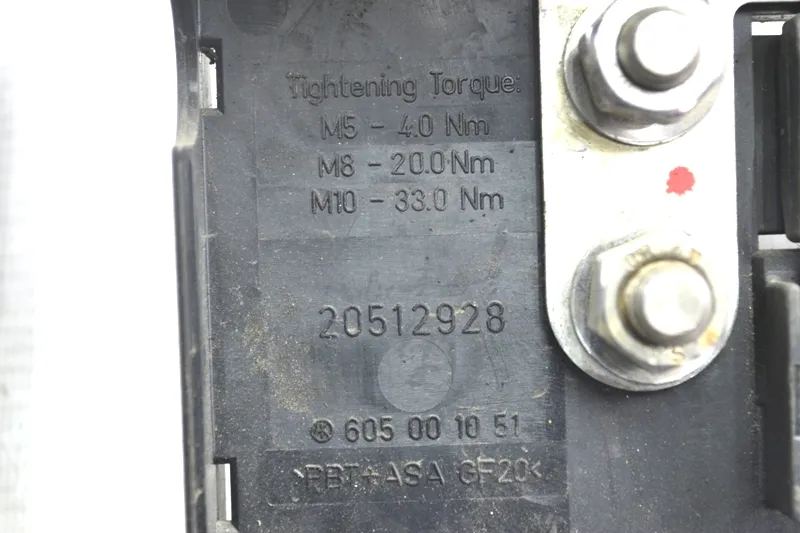 Tightening Torque:
M5 - 4.0 Nm
M8 - 20.0 Nm
M10 - 33.0 Nm
20512928
605 00 10 51
>PBT+ASA GF20<